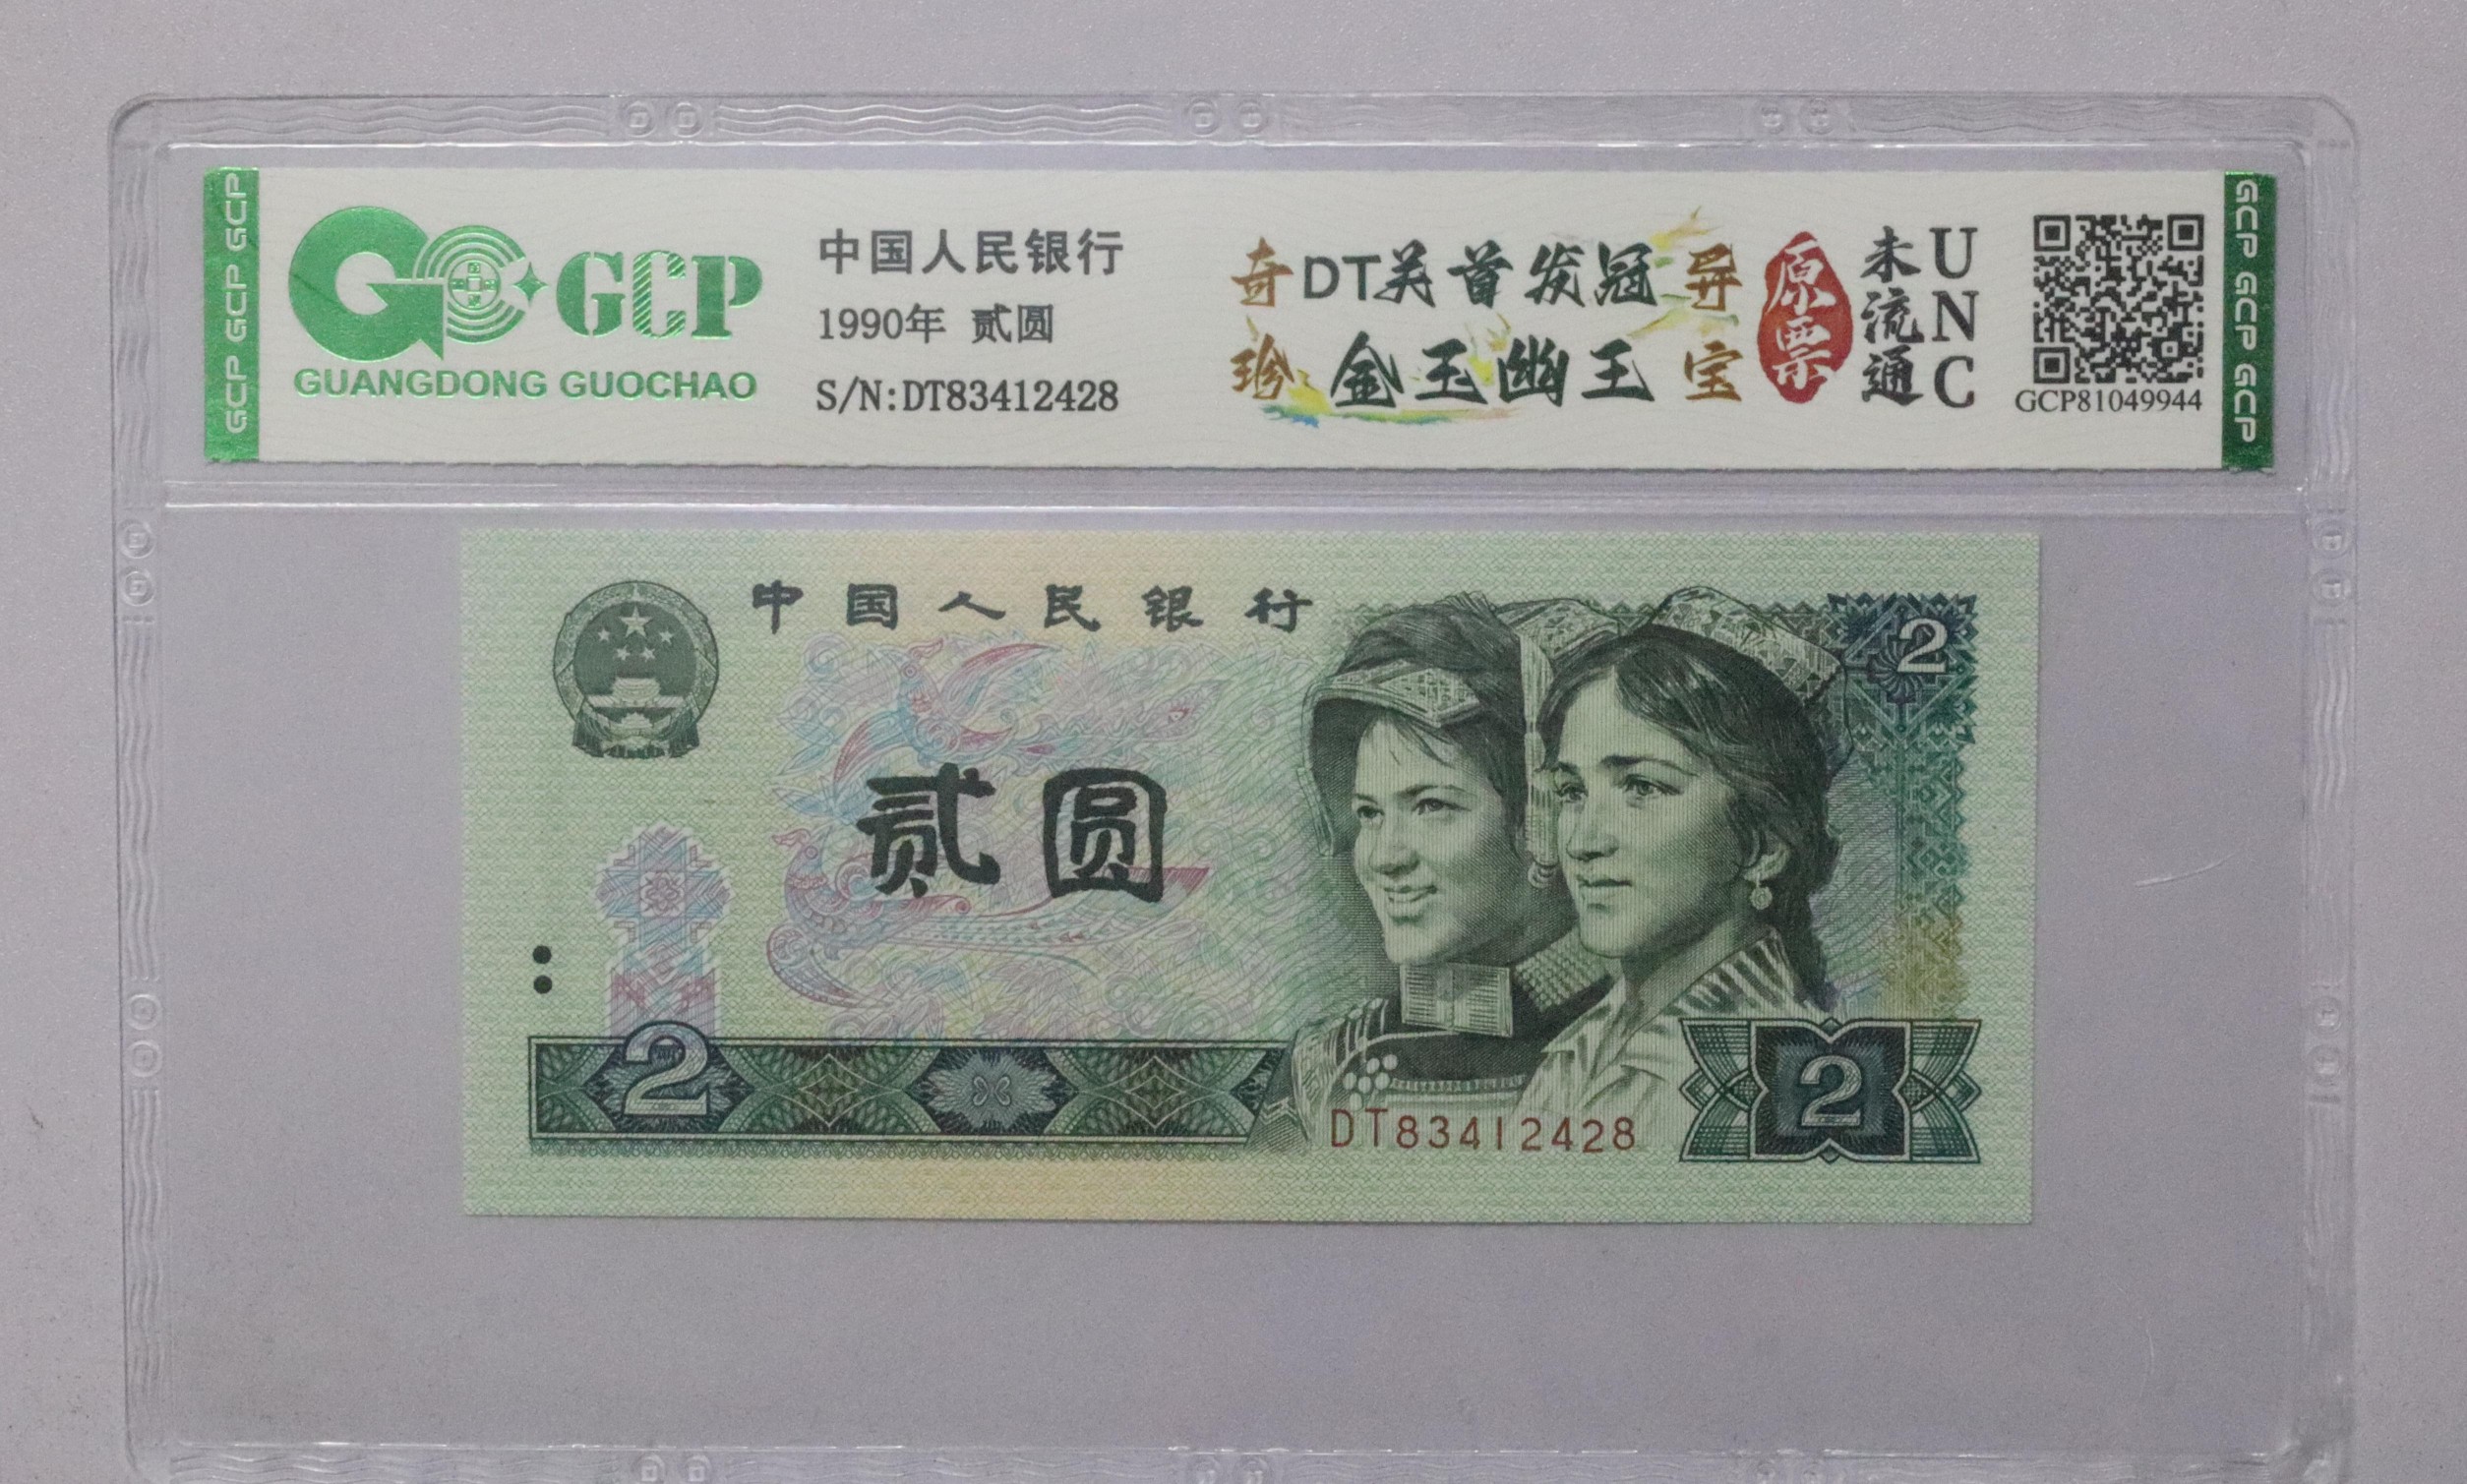 GCP GCP GCP
GCP
GUANGDONG GUOCHAO
中国人民银行
1990年 贰圆
S/N:DT83412428
奇珍
DT关首发冠
金玉幽王
异宝
原票
未流通
UNC
GCP81049944
GCP GCP GCP
中国人民银行
2
贰圆
2
DT83412428
2